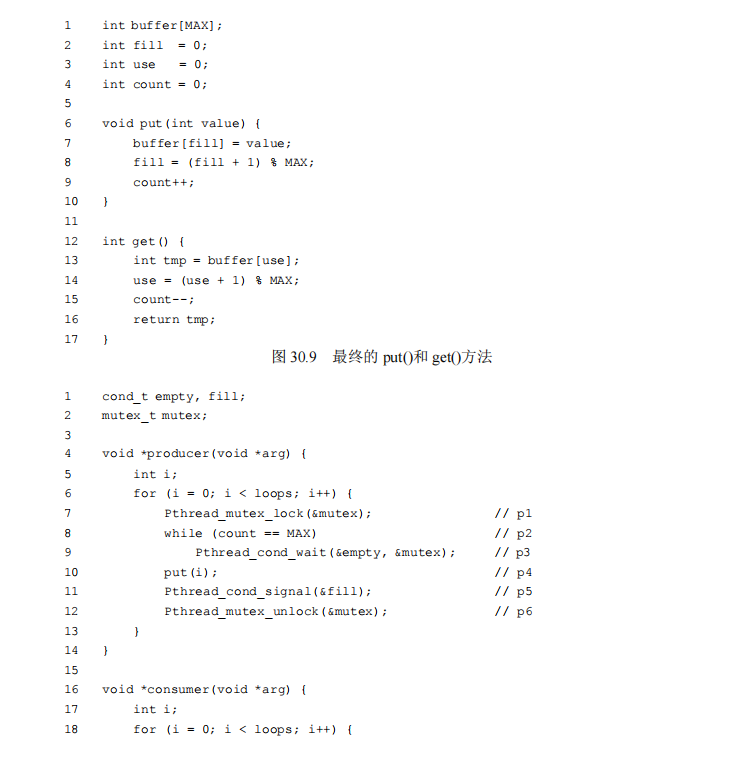 1 int buffer[MAX];
2 int fill = 0;
3 int use = 0;
4 int count = 0;
5
6 void put(int value) {
7 buffer[fill] = value;
8 fill = (fill + 1) % MAX;
9 count++;
10 }
11
12 int get() {
13 int tmp = buffer[use];
14 use = (use + 1) % MAX;
15 count--;
16 return tmp;
17 }
图 30.9 最终的 put()和 get()方法
1 cond_t empty, fill;
2 mutex_t mutex;
3
4 void *producer(void *arg) {
5 int i;
6 for (i = 0; i < loops; i++) {
7 Pthread_mutex_lock(&mutex); // p1
8 while (count == MAX) // p2
9 Pthread_cond_wait(&empty, &mutex); // p3
10 put(i); // p4
11 Pthread_cond_signal(&fill); // p5
12 Pthread_mutex_unlock(&mutex); // p6
13 }
14 }
15
16 void *consumer(void *arg) {
17 int i;
18 for (i = 0; i < loops; i++) {